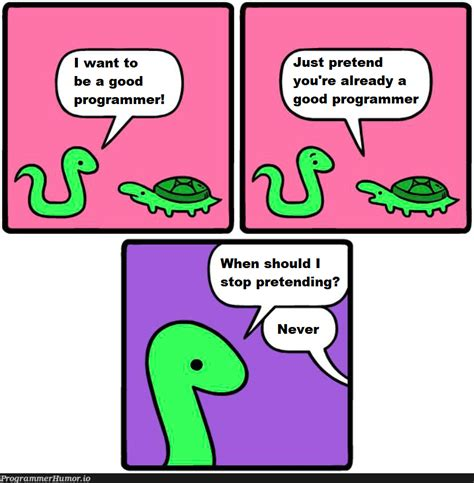 I want to
be a good
programmer!
Just pretend
you're already a
good programmer
When should I
stop pretending?
Never
ProgrammerHumor.io